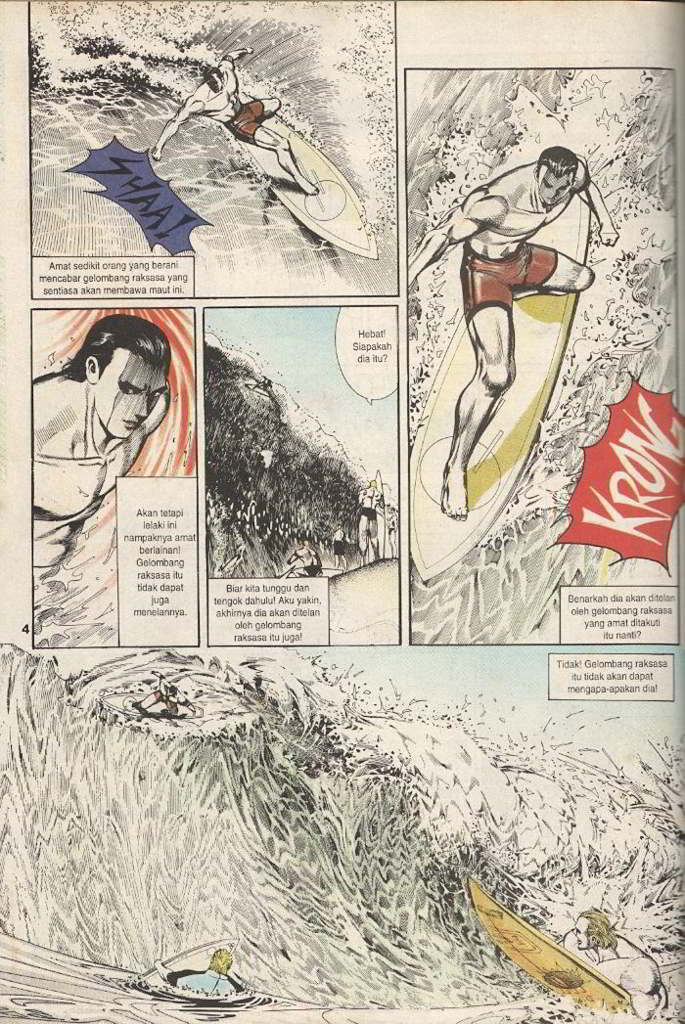 SHAA!
Amat sedikit orang yang berani
mencabar gelombang raksasa yang
sentiasa akan membawa maut ini.
KRONG
Benarkah dia akan ditelan
oleh gelombang raksasa
yang amat ditakuti
itu nanti?
Akan tetapi
lelaki ini
nampaknya amat
berlainan!
Gelombang
raksasa itu
tidak dapat
juga
menelannya.
Hebat!
Siapakah
dia itu?
Biar kita tunggu dan
tengok dahulu! Aku yakin,
akhirnya dia akan ditelan
oleh gelombang
raksasa itu juga!
4
Tidak! Gelombang raksasa
itu tidak akan dapat
mengapa-apakan dia!